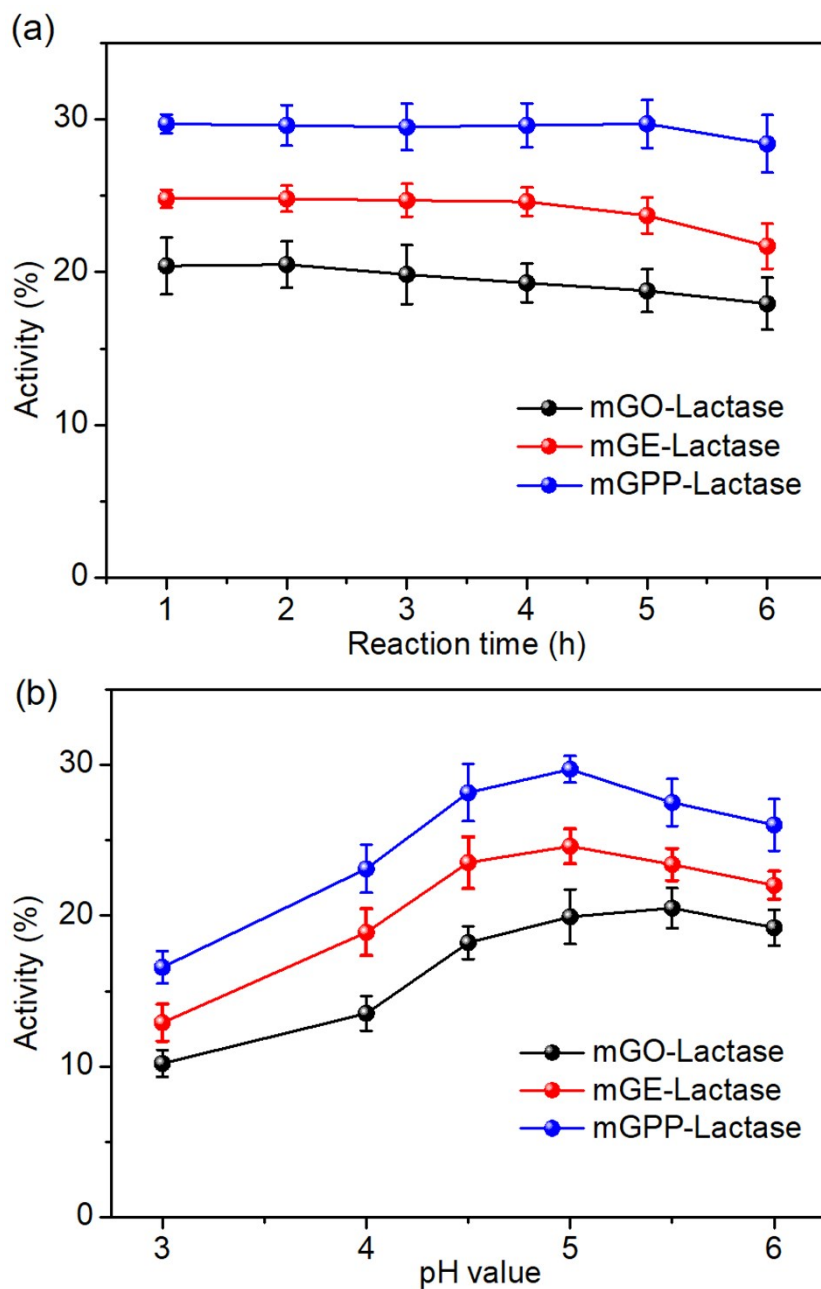 (a)
30
20
10
0
Activity (%)
mGO-Lactase
mGE-Lactase
mGPP-Lactase
1 2 3 4 5 6
Reaction time (h)
(b)
30
20
10
0
Activity (%)
mGO-Lactase
mGE-Lactase
mGPP-Lactase
3 4 5 6
pH value